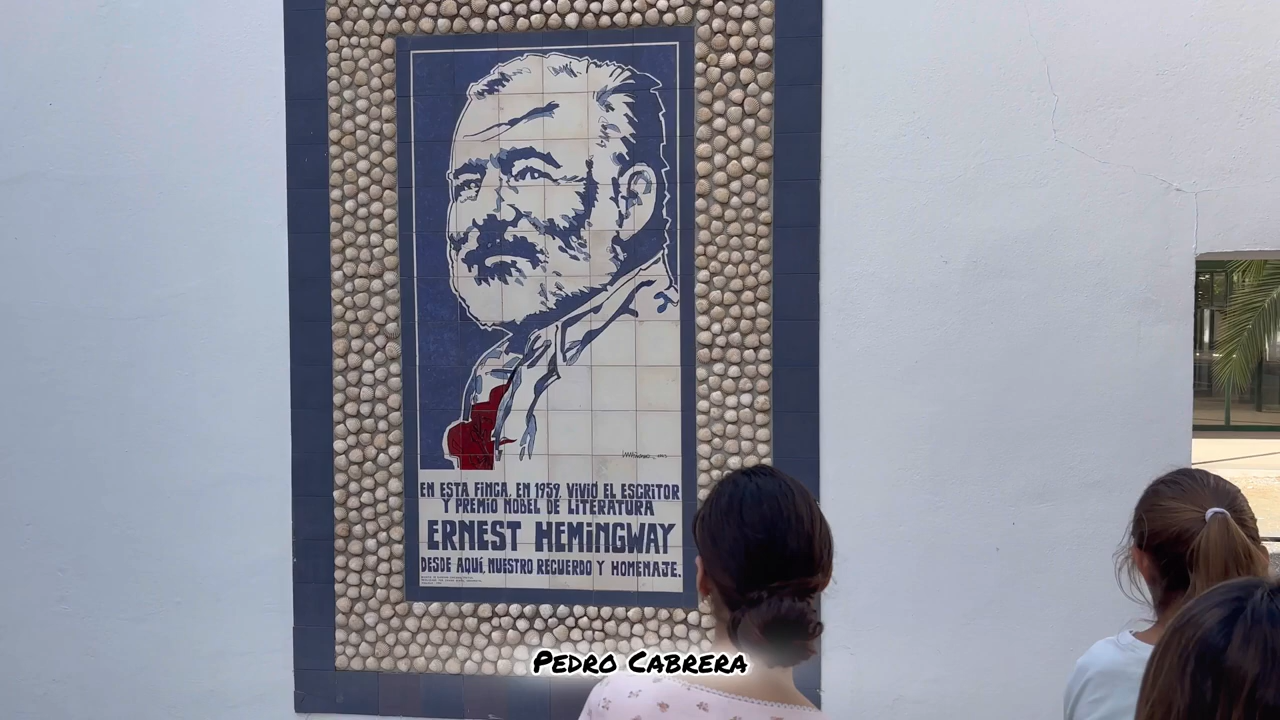 EN ESTA FINCA, EN 1959, VIVIÓ EL ESCRITOR
Y PREMIO NOBEL DE LITERATURA
ERNEST HEMINGWAY
DESDE AQUÍ, NUESTRO RECUERDO Y HOMENAJE.
PEDRO CABRERA